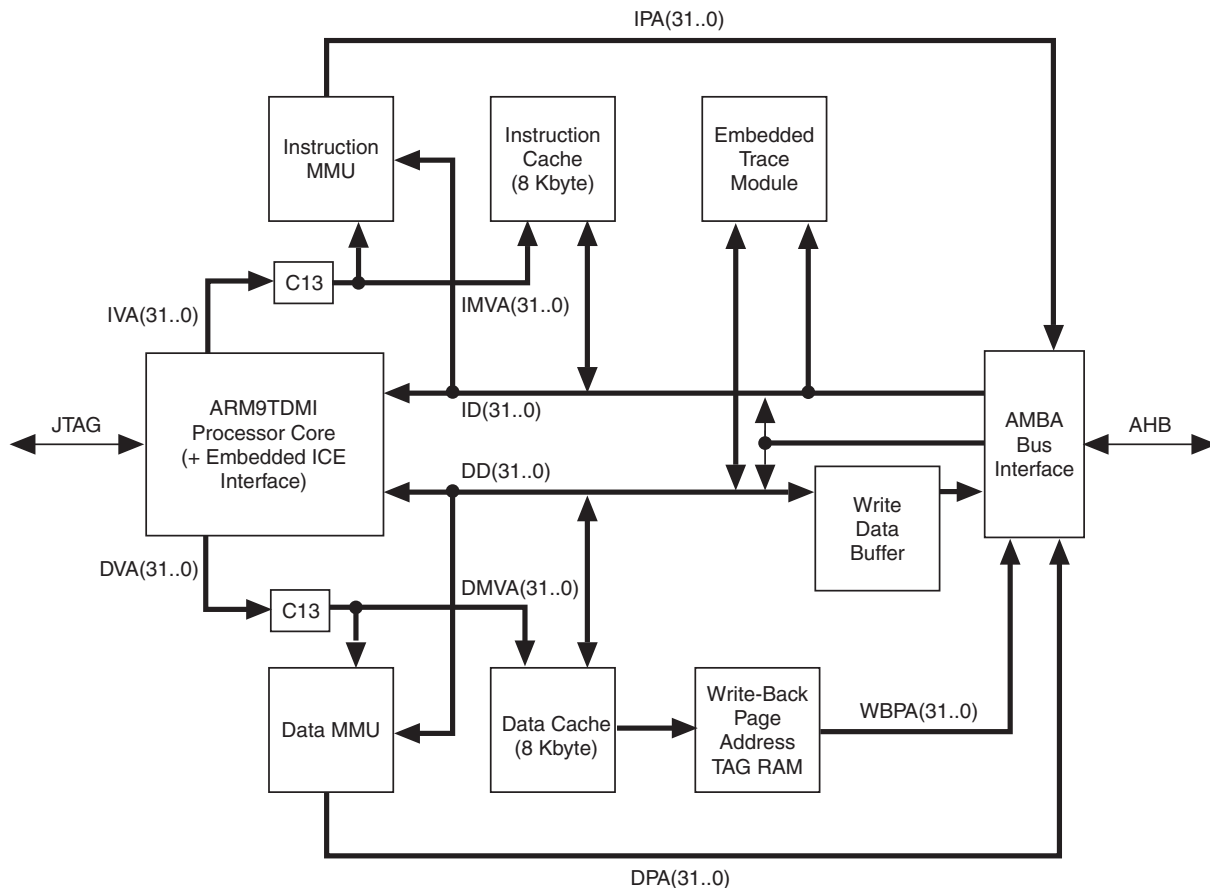 IPA(31..0)
Instruction
MMU
Instruction
Cache
(8 Kbyte)
Embedded
Trace
Module
C13
IVA(31..0)
IMVA(31..0)
ARM9TDMI
Processor Core
(+ Embedded ICE
Interface)
JTAG
ID(31..0)
AMBA
Bus
Interface
AHB
DD(31..0)
Write
Data
Buffer
DVA(31..0)
C13
DMVA(31..0)
Data MMU
Data Cache
(8 Kbyte)
Write-Back
Page
Address
TAG RAM
WBPA(31..0)
DPA(31..0)